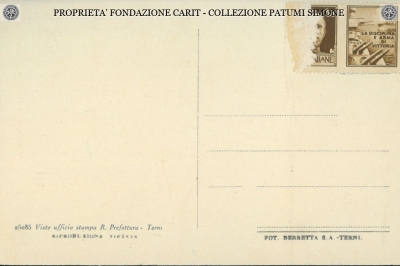 PROPRIETA' FONDAZIONE CARIT - COLLEZIONE PATUMI SIMONE
LA DISCIPLINA
E ARMA
DI
VITTORIA
Visto ufficio stampa R. Prefettura - Terni
FOT. BERRETTA S.A.-TERNI.